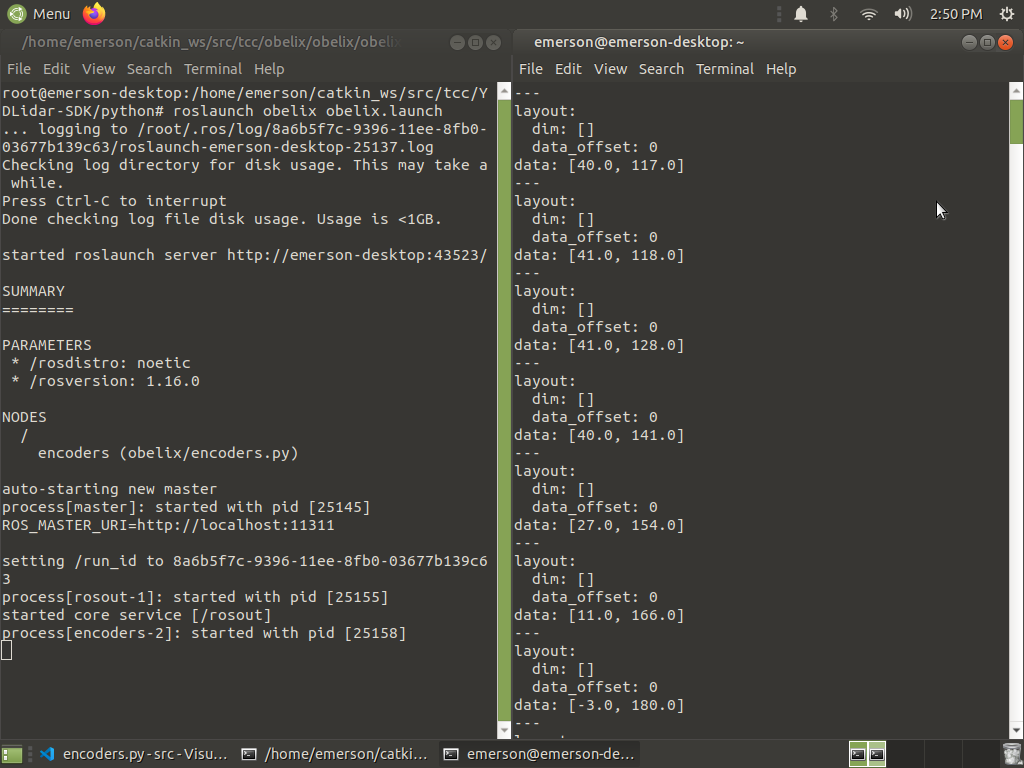 Menu
2:50 PM
/home/emerson/catkin_ws/src/tcc/obelix/obelix/obeli
File Edit View Search Terminal Help
root@emerson-desktop:/home/emerson/catkin_ws/src/tcc/Y
DLidar-SDK/python# roslaunch obelix obelix.launch
... logging to /root/.ros/log/8a6b5f7c-9396-11ee-8fb0-
03677b139c63/roslaunch-emerson-desktop-25137.log
Checking log directory for disk usage. This may take a
 while.
Press Ctrl-C to interrupt
Done checking log file disk usage. Usage is <1GB.

started roslaunch server http://emerson-desktop:43523/

SUMMARY
========

PARAMETERS
 * /rosdistro: noetic
 * /rosversion: 1.16.0

NODES
  /
    encoders (obelix/encoders.py)

auto-starting new master
process[master]: started with pid [25145]
ROS_MASTER_URI=http://localhost:11311

setting /run_id to 8a6b5f7c-9396-11ee-8fb0-03677b139c6
3
process[rosout-1]: started with pid [25155]
started core service [/rosout]
process[encoders-2]: started with pid [25158]
emerson@emerson-desktop: ~
File Edit View Search Terminal Help
---
layout:
  dim: []
  data_offset: 0
data: [40.0, 117.0]
---
layout:
  dim: []
  data_offset: 0
data: [41.0, 118.0]
---
layout:
  dim: []
  data_offset: 0
data: [41.0, 128.0]
---
layout:
  dim: []
  data_offset: 0
data: [40.0, 141.0]
---
layout:
  dim: []
  data_offset: 0
data: [27.0, 154.0]
---
layout:
  dim: []
  data_offset: 0
data: [11.0, 166.0]
---
layout:
  dim: []
  data_offset: 0
data: [-3.0, 180.0]
---
encoders.py - src - Visu...
/home/emerson/catki...
emerson@emerson-de...